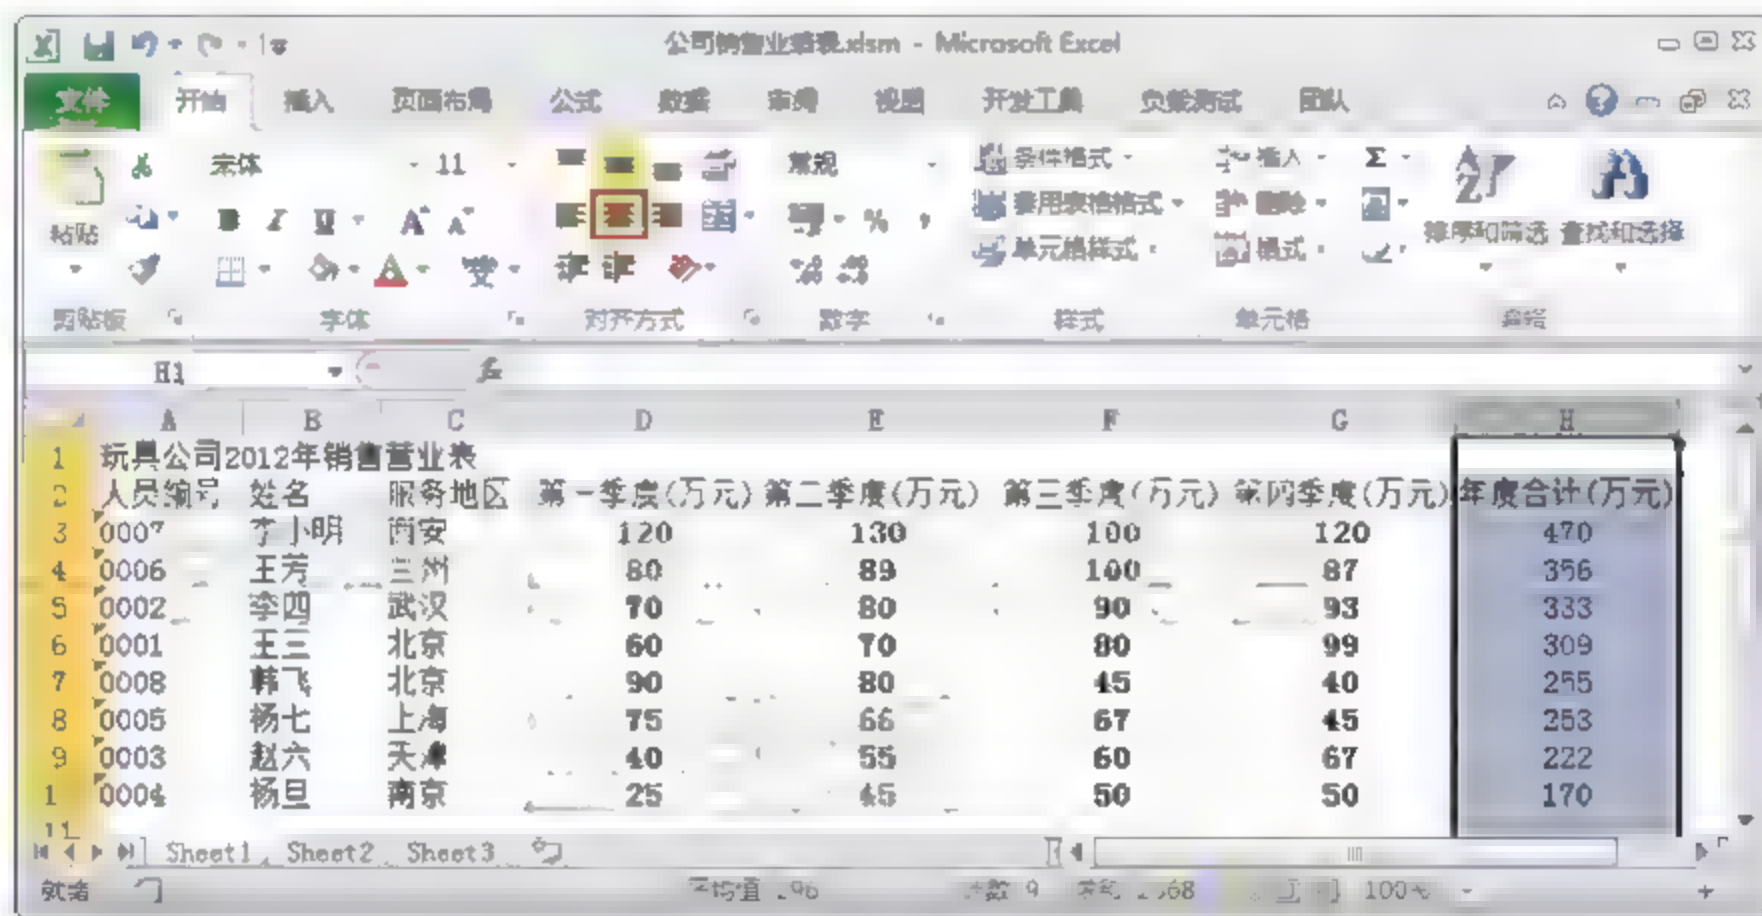 公司销售业绩表.xlsm - Microsoft Excel
文件 开始 插入 页面布局 公式 数据 审阅 视图 开发工具 负载测试 团队
宋体 11 常规 条件格式 插入 Σ
套用表格格式 删除
粘贴 B I U A A % , 单元格样式 格式 排序和筛选 查找和选择
剪贴板 字体 对齐方式 数字 样式 单元格 编辑
H1 fx
A B C D E F G H
1 玩具公司2012年销售营业表
2 人员编号 姓名 服务地区 第一季度(万元) 第二季度(万元) 第三季度(万元) 第四季度(万元) 年度合计(万元)
3 0007 李小明 西安 120 130 100 120 470
4 0006 王芳 兰州 80 89 100 87 356
5 0002 李四 武汉 70 80 90 93 333
6 0001 王三 北京 60 70 80 99 309
7 0008 韩飞 北京 90 80 45 40 255
8 0005 杨七 上海 75 66 67 45 253
9 0003 赵六 天津 40 55 60 67 222
1 0004 杨旦 南京 25 45 50 50 170
11
Sheet1 Sheet2 Sheet3
就绪 平均值 计数 9 求和 100%